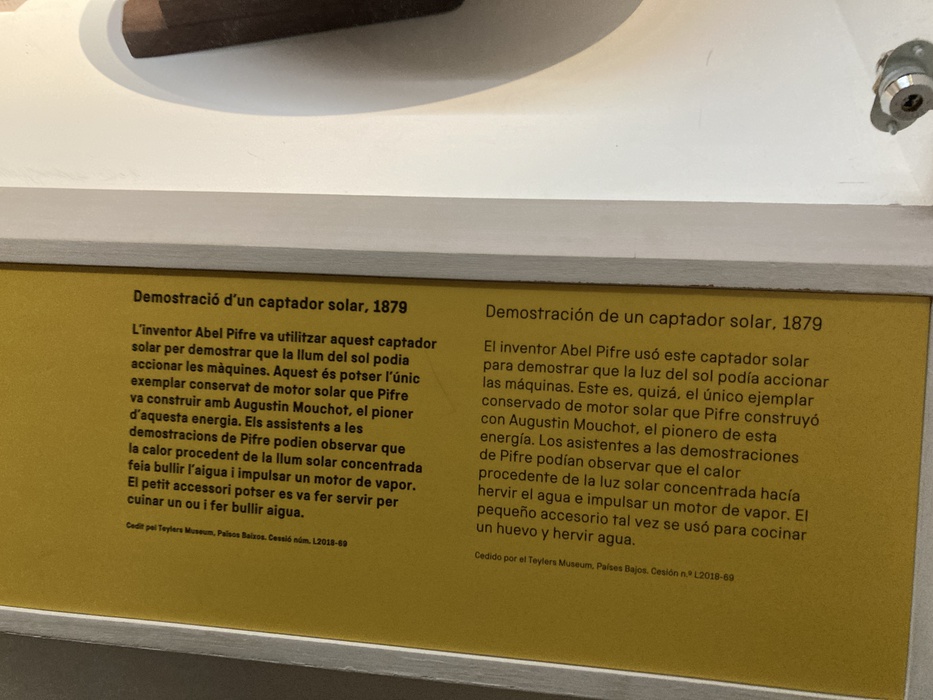 Demostració d'un captador solar, 1879
L'inventor Abel Pifre va utilitzar aquest captador
solar per demostrar que la llum del sol podia
accionar les màquines. Aquest és potser l'únic
exemplar conservat de motor solar que Pifre
va construir amb Augustin Mouchot, el pioner
d'aquesta energia. Els assistents a les
demostracions de Pifre podien observar que
la calor procedent de la llum solar concentrada
feia bullir l'aigua i impulsar un motor de vapor.
El petit accessori potser es va fer servir per
cuinar un ou i fer bullir aigua.
Cedit pel Teylers Museum, Països Baixos. Cessió núm. L2018-69
Demostración de un captador solar, 1879
El inventor Abel Pifre usó este captador solar
para demostrar que la luz del sol podía accionar
las máquinas. Este es, quizá, el único ejemplar
conservado de motor solar que Pifre construyó
con Augustin Mouchot, el pionero de esta
energía. Los asistentes a las demostraciones
de Pifre podían observar que el calor
procedente de la luz solar concentrada hacía
hervir el agua e impulsar un motor de vapor. El
pequeño accesorio tal vez se usó para cocinar
un huevo y hervir agua.
Cedido por el Teylers Museum, Países Bajos. Cesión n.º L2018-69